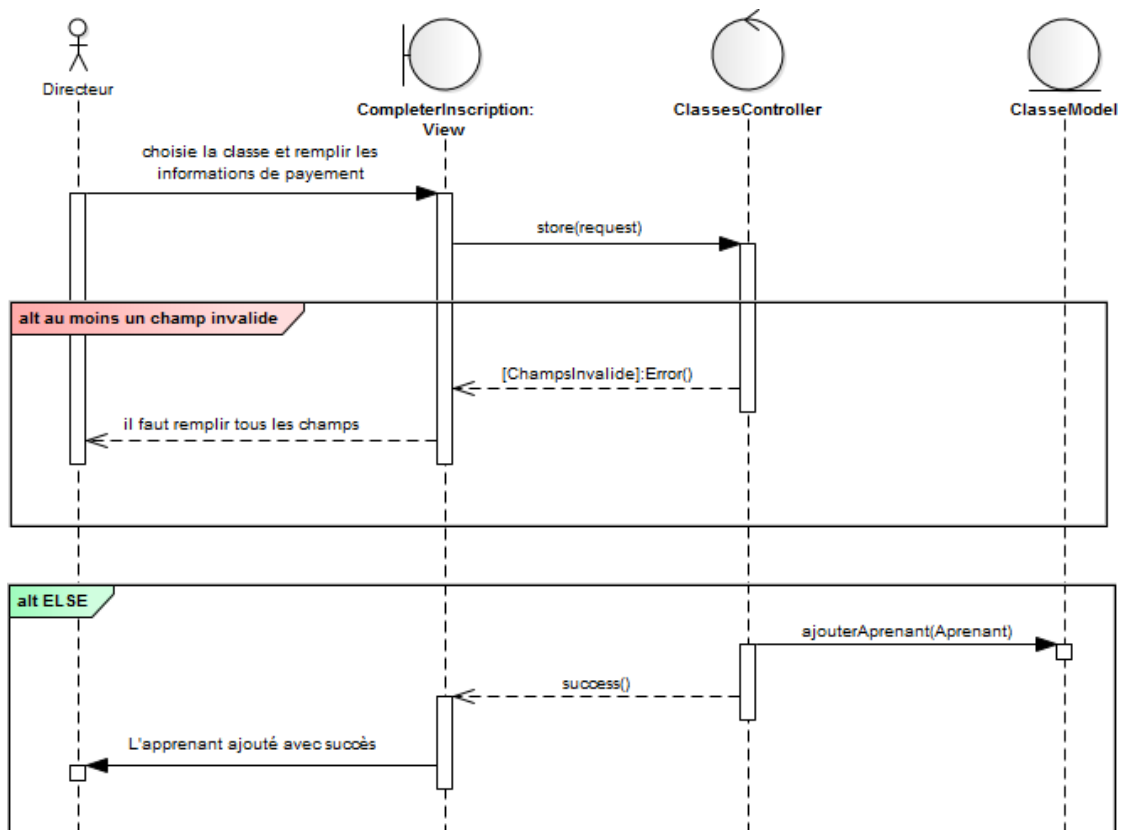 Directeur
CompleterInscription:
View
ClassesController
ClasseModel
choisie la classe et remplir les
informations de payement
store(request)
alt au moins un champ invalide
[ChampsInvalide]:Error()
il faut remplir tous les champs
alt ELSE
ajouterAprenant(Aprenant)
success()
L'apprenant ajouté avec succès